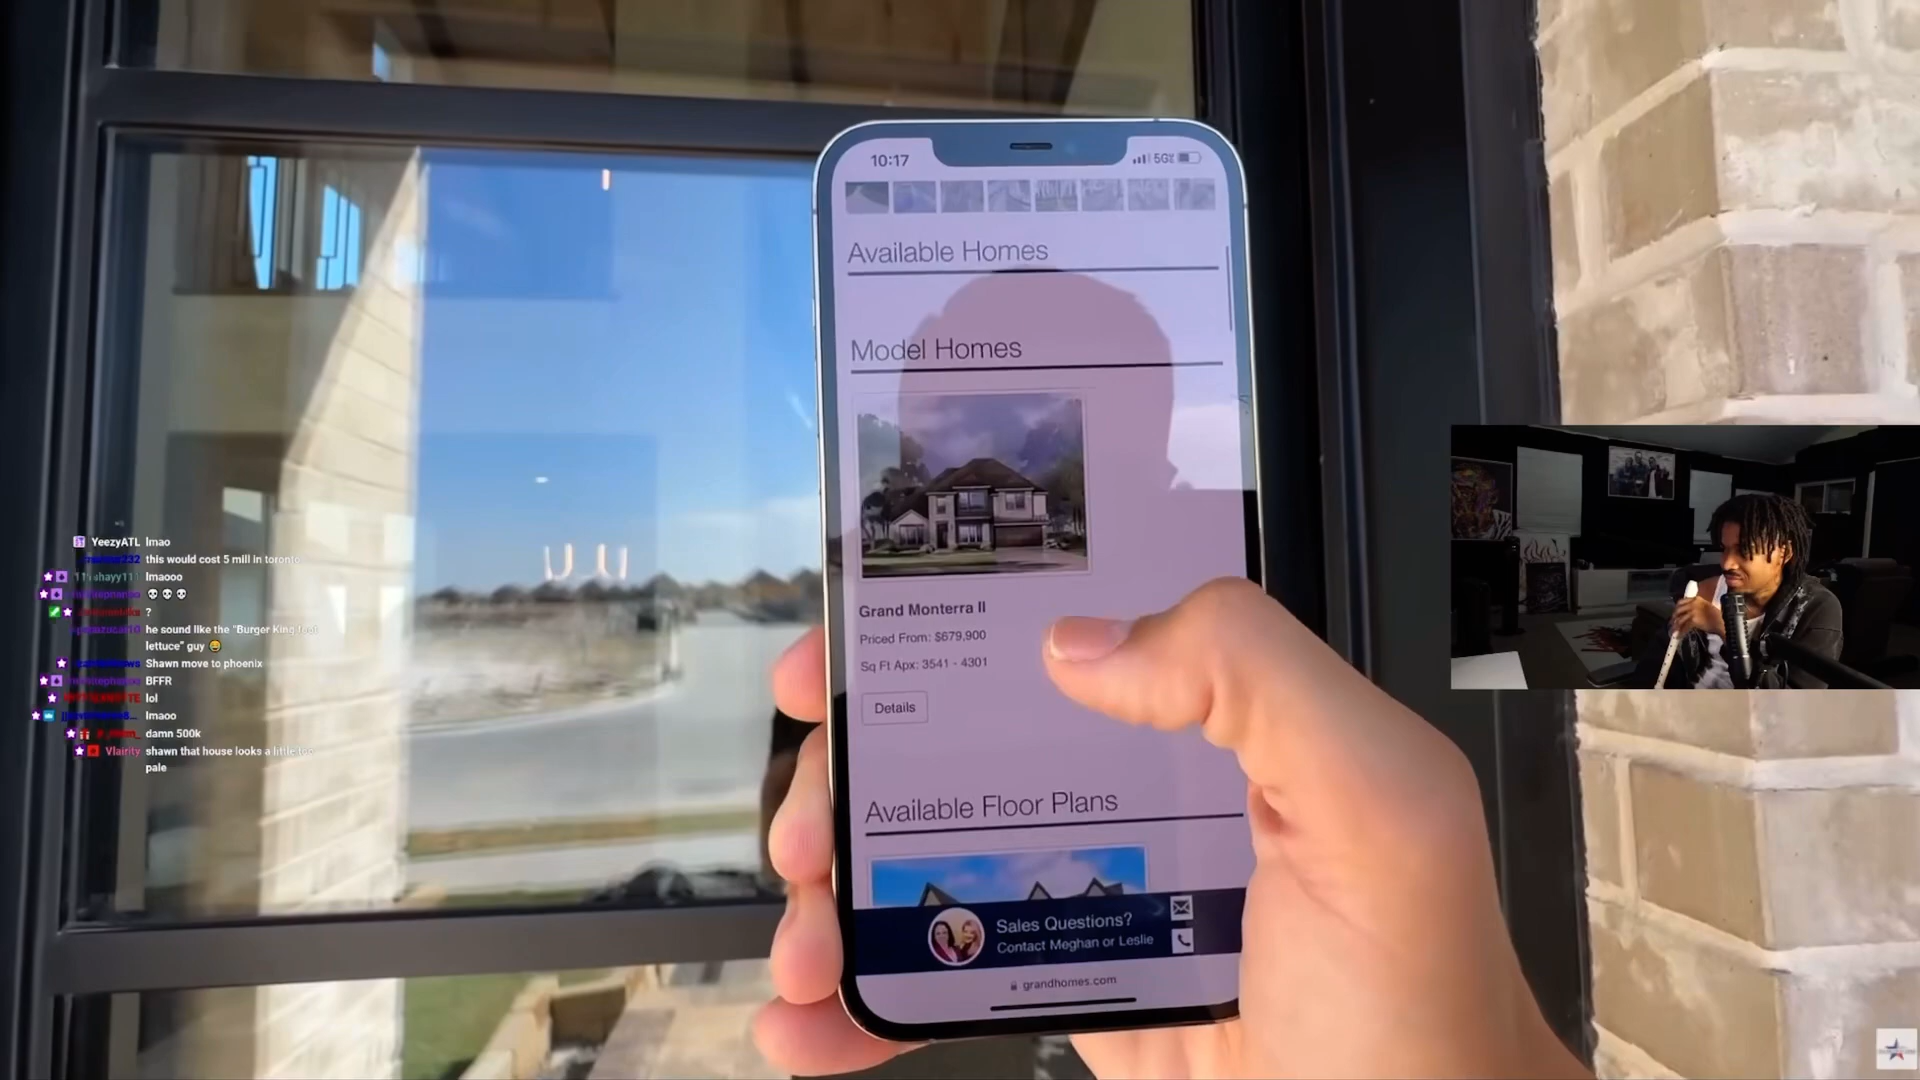 10:17
5G
Available Homes
Model Homes
Grand Monterra II
Priced From: $679,900
Sq Ft Apx: 3541 - 4301
Details
Available Floor Plans
Sales Questions?
Contact Meghan or Leslie
grandhomes.com
YeezyATL lmao
this would cost 5 mill in toronto
lmaooo
?
he sound like the "Burger King foot
lettuce" guy
Shawn move to phoenix
BFFR
lol
lmaoo
damn 500k
Vlairity shawn that house looks a little too
pale